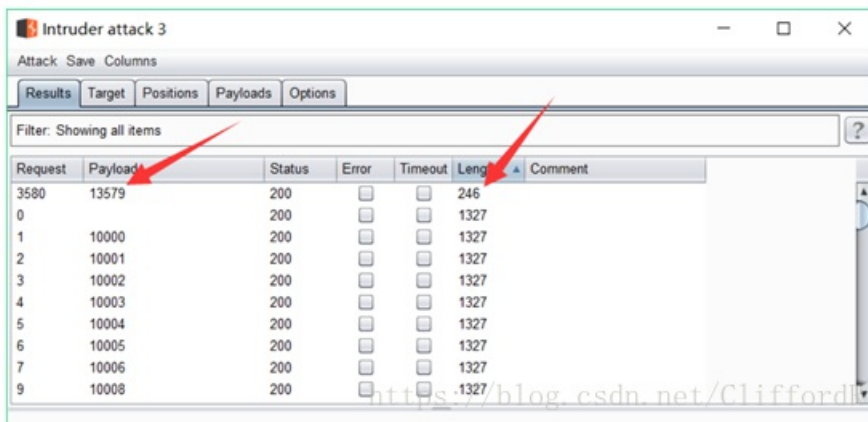 Intruder attack 3
Attack Save Columns
Results Target Positions Payloads Options
Filter: Showing all items ?
Request Payload Status Error Timeout Comment
3580 13579 200 246
0 200 1327
1 10000 200 1327
2 10001 200 1327
3 10002 200 1327
4 10003 200 1327
5 10004 200 1327
6 10005 200 1327
7 10006 200 1327
9 10008 200 1327
https://blog.csdn.net/Clifford